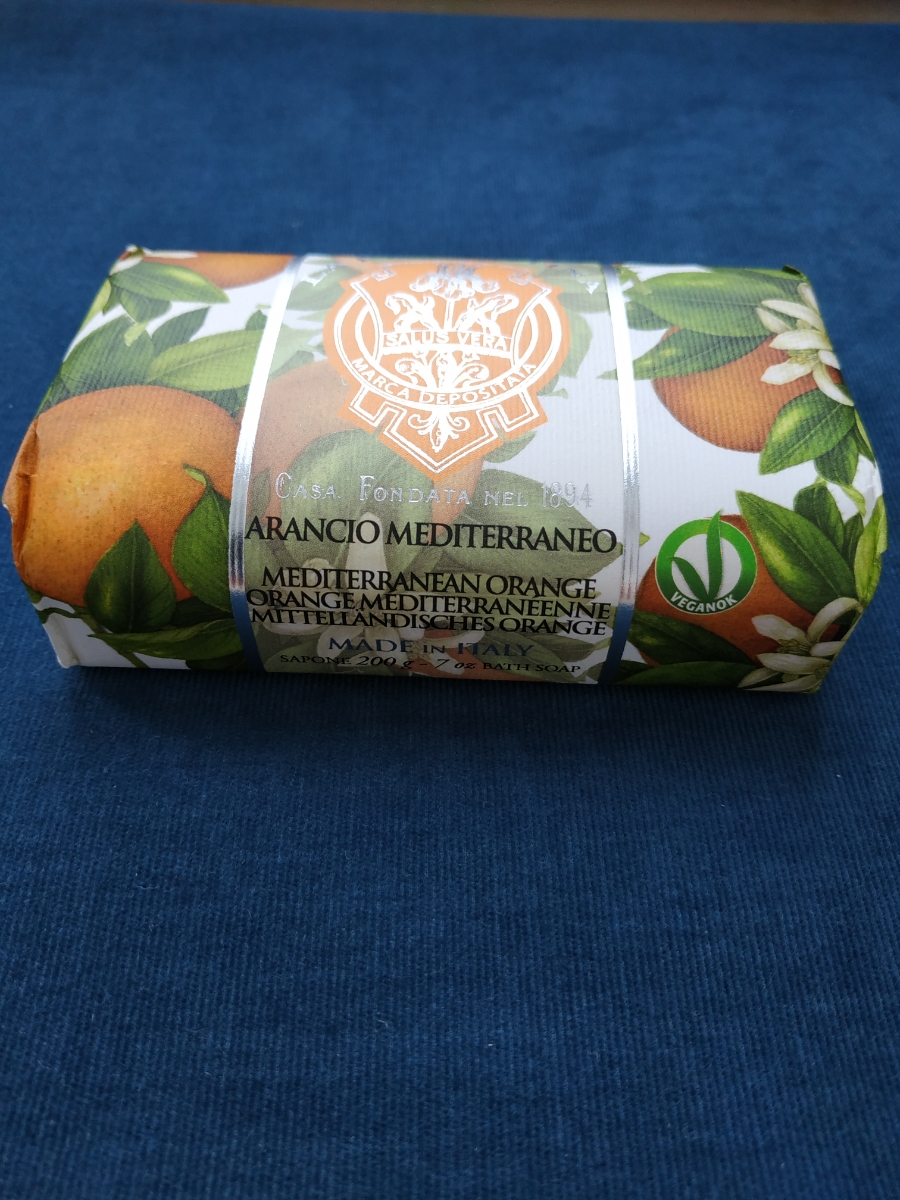 SALUS VERA
MARCA DEPOSITATA
CASA FONDATA NEL 1894
ARANCIO MEDITERRANEO
MEDITERRANEAN ORANGE
ORANGE MEDITERRANEENNE
MITTELLÄNDISCHES ORANGE
MADE IN ITALY
SAPONE 200 g - 7 oz BATH SOAP
VEGANOK